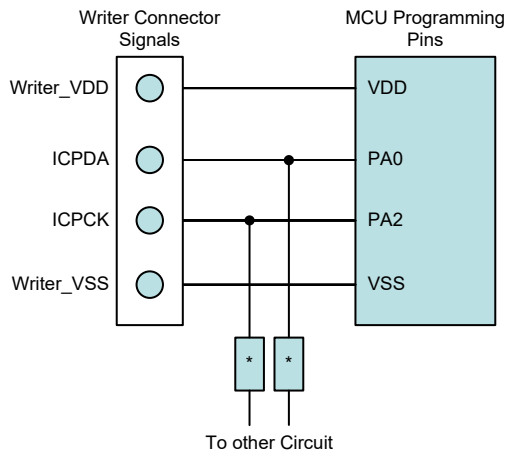 Writer Connector
Signals
MCU Programming
Pins
Writer_VDD
VDD
ICPDA
PA0
ICPCK
PA2
Writer_VSS
VSS
* *
To other Circuit